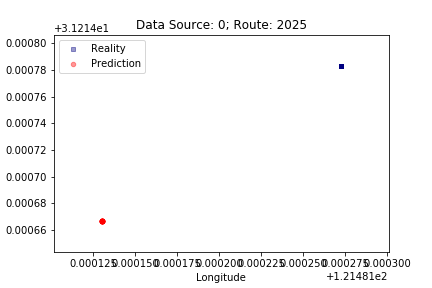 Data Source: 0; Route: 2025
+3.1214e1
0.00080
0.00078
0.00076
0.00074
0.00072
0.00070
0.00068
0.00066
Reality
Prediction
0.000125 0.000150 0.000175 0.000200 0.000225 0.000250 0.000275 0.000300
Longitude
+1.21481e2